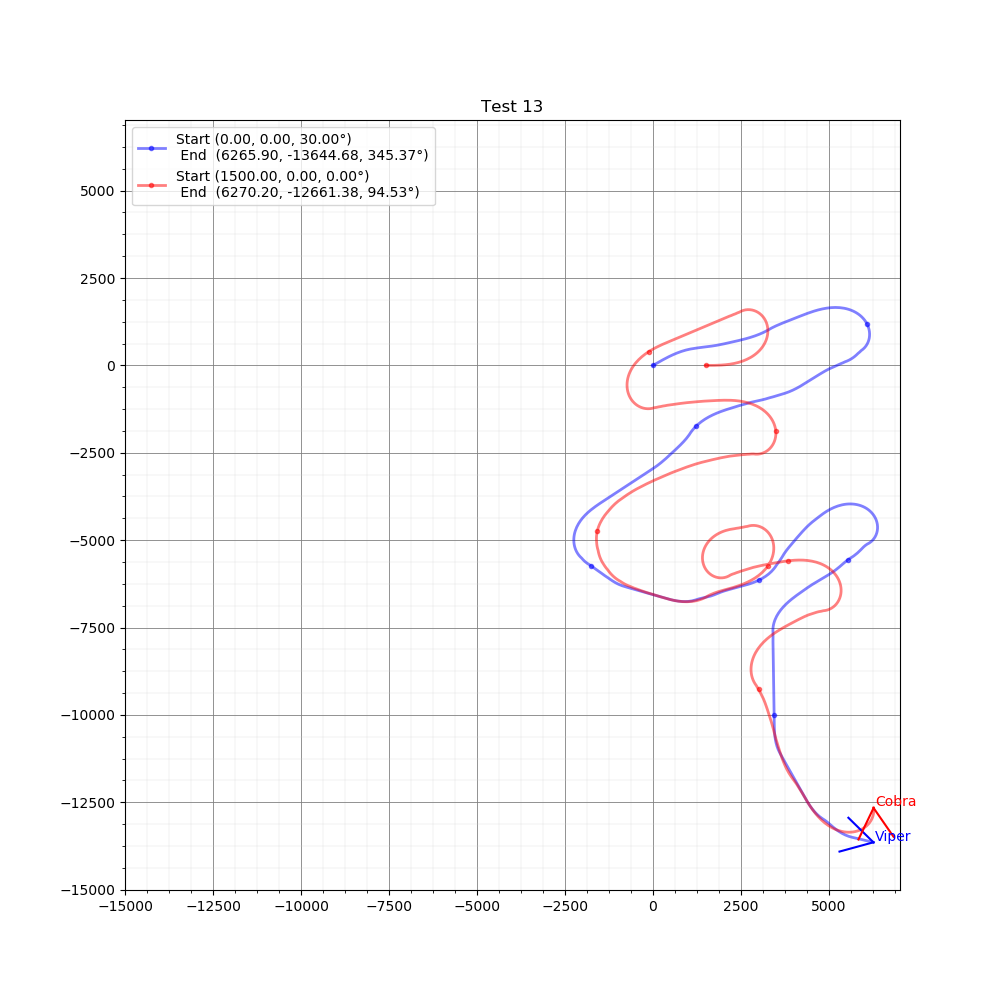 Test 13
Start (0.00, 0.00, 30.00°)
End (6265.90, -13644.68, 345.37°)
Start (1500.00, 0.00, 0.00°)
End (6270.20, -12661.38, 94.53°)
5000
2500
0
−2500
−5000
−7500
−10000
−12500
−15000
Cobra
Viper
−15000 −12500 −10000 −7500 −5000 −2500 0 2500 5000